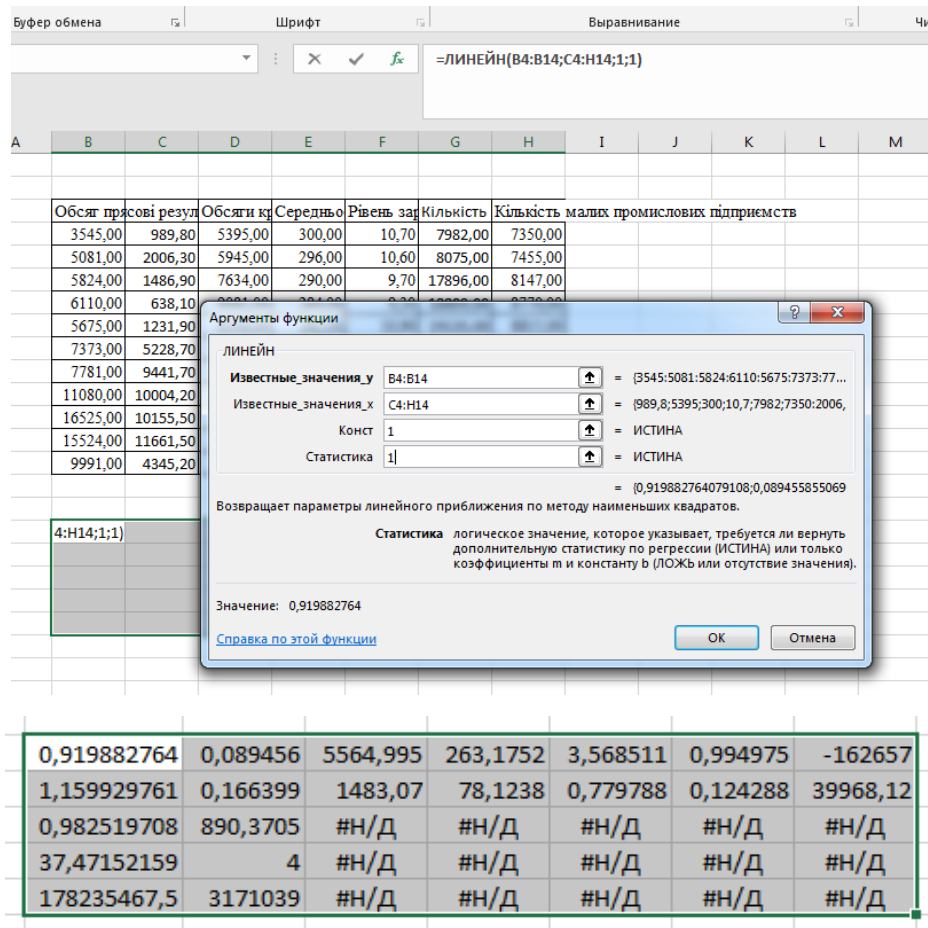 Буфер обмена Шрифт Выравнивание Чи
=ЛИНЕЙН(B4:B14;C4:H14;1;1)
A B C D E F G H I J K L M
Обсяг пря сові резул Обсяги кр Середньо Рівень зар Кількість Кількість малих промислових підприємств
3545,00 989,80 5395,00 300,00 10,70 7982,00 7350,00
5081,00 2006,30 5945,00 296,00 10,60 8075,00 7455,00
5824,00 1486,90 7634,00 290,00 9,70 17896,00 8147,00
6110,00 638,10
5675,00 1231,90
7373,00 5228,70
7781,00 9441,70
11080,00 10004,20
16525,00 10155,50
15524,00 11661,50
9991,00 4345,20
4:H14;1;1)
Аргументы функции
ЛИНЕЙН
Известные_значения_y B4:B14 = {3545:5081:5824:6110:5675:7373:77...
Известные_значения_x C4:H14 = {989,8;5395;300;10,7;7982;7350:2006,
Конст 1 = ИСТИНА
Статистика 1 = ИСТИНА
= {0,919882764079108;0,089455855069
Возвращает параметры линейного приближения по методу наименьших квадратов.
Статистика логическое значение, которое указывает, требуется ли вернуть
дополнительную статистику по регрессии (ИСТИНА) или только
коэффициенты m и константу b (ЛОЖЬ или отсутствие значения).
Значение: 0,919882764
Справка по этой функции
OK Отмена
0,919882764 0,089456 5564,995 263,1752 3,568511 0,994975 -162657
1,159929761 0,166399 1483,07 78,1238 0,779788 0,124288 39968,12
0,982519708 890,3705 #Н/Д #Н/Д #Н/Д #Н/Д #Н/Д
37,47152159 4 #Н/Д #Н/Д #Н/Д #Н/Д #Н/Д
178235467,5 3171039 #Н/Д #Н/Д #Н/Д #Н/Д #Н/Д